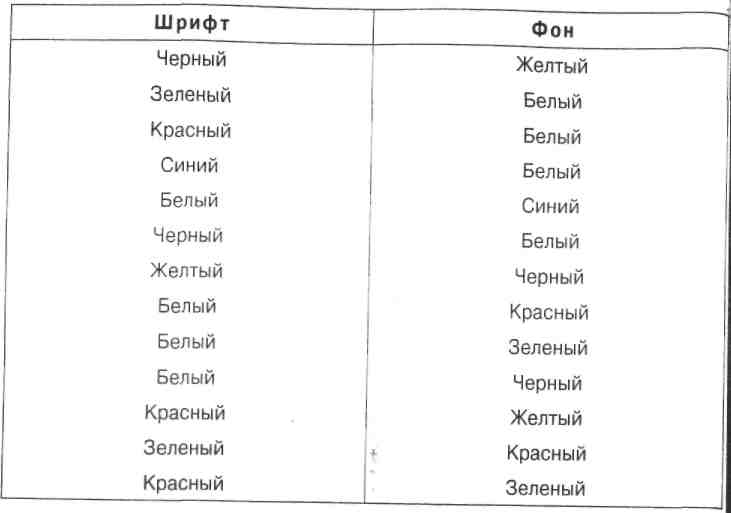 Шрифт Фон
Черный Желтый
Зеленый Белый
Красный Белый
Синий Белый
Белый Синий
Черный Белый
Желтый Черный
Белый Красный
Белый Зеленый
Белый Черный
Красный Желтый
Зеленый Красный
Красный Зеленый